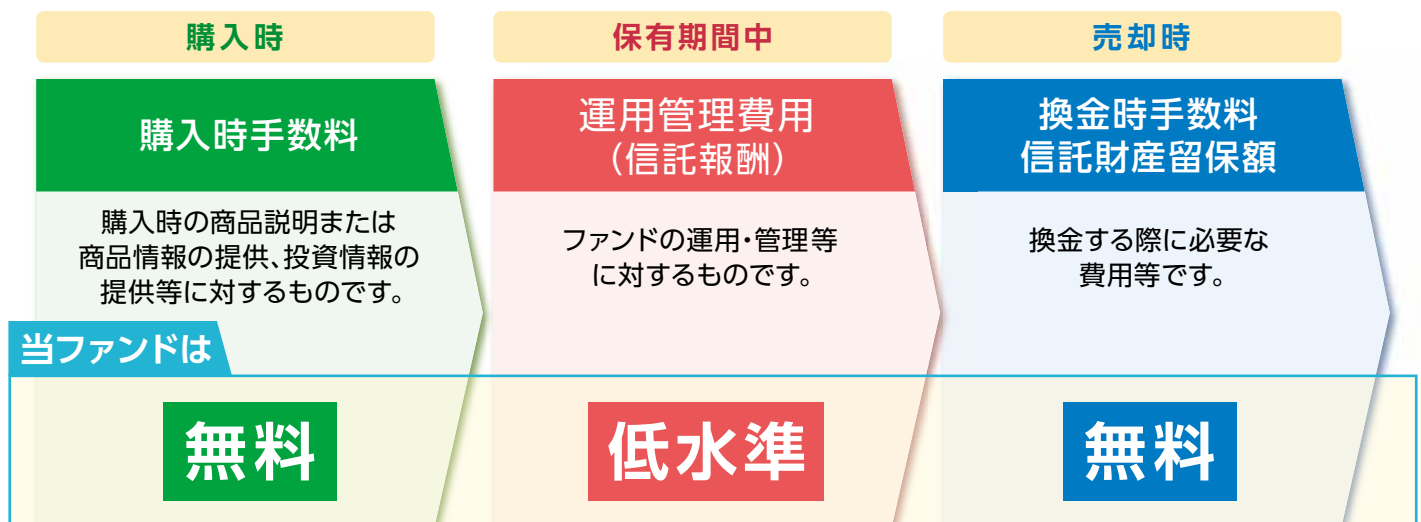 購入時
購入時手数料
購入時の商品説明または
商品情報の提供、投資情報の
提供等に対するものです。
保有期間中
運用管理費用
(信託報酬)
ファンドの運用・管理等
に対するものです。
売却時
換金時手数料
信託財産留保額
換金する際に必要な
費用等です。
当ファンドは
無料
低水準
無料